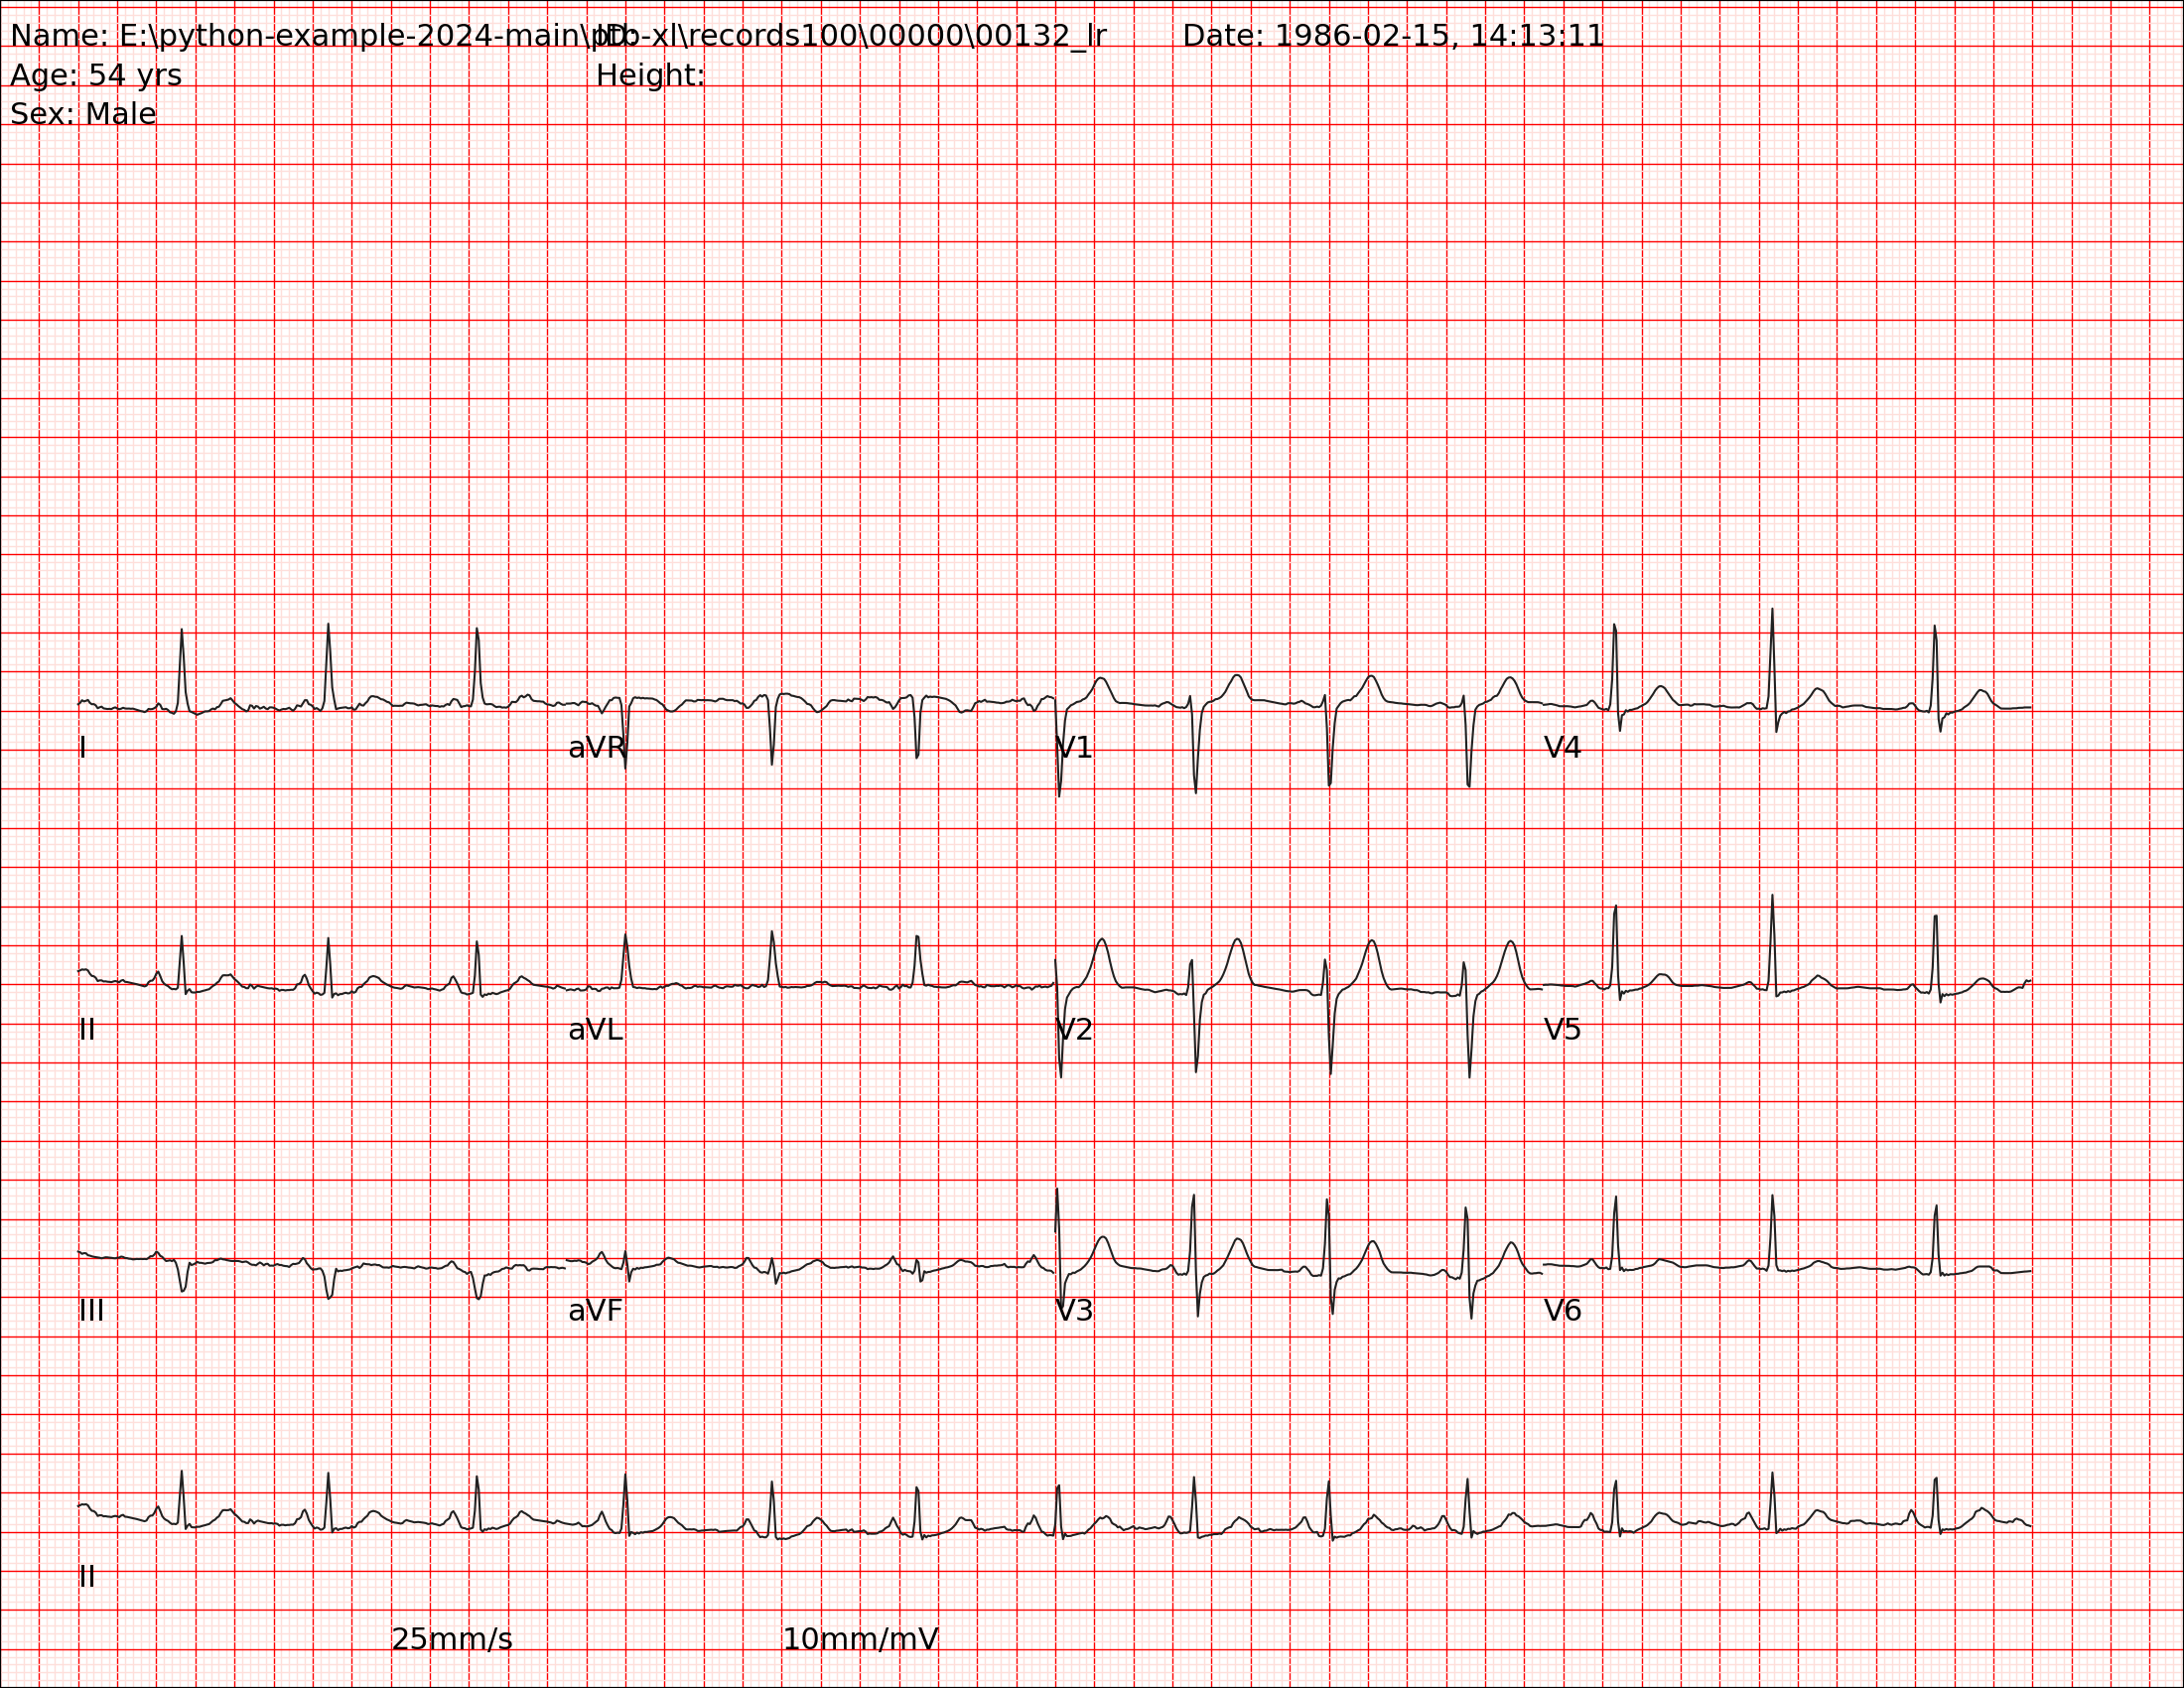 Name: E:\python-example-2024-main\ptb-xl\records100\00000\00132_lr ID: Date: 1986-02-15, 14:13:11
Age: 54 yrs Height:
Sex: Male
I aVR V1 V4
II aVL V2 V5
III aVF V3 V6
II
25mm/s 10mm/mV